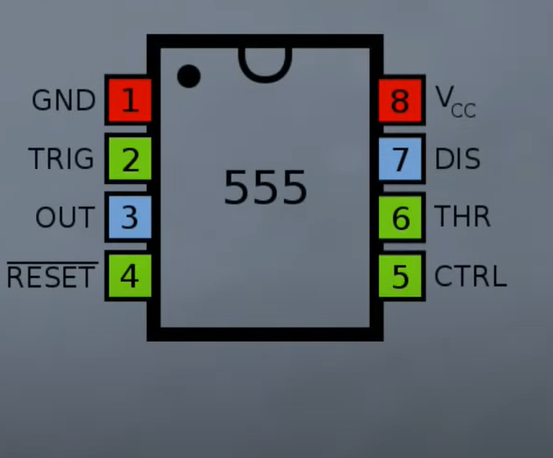 GND 1 8 VCC
TRIG 2 7 DIS
555
OUT 3 6 THR
RESET 4 5 CTRL